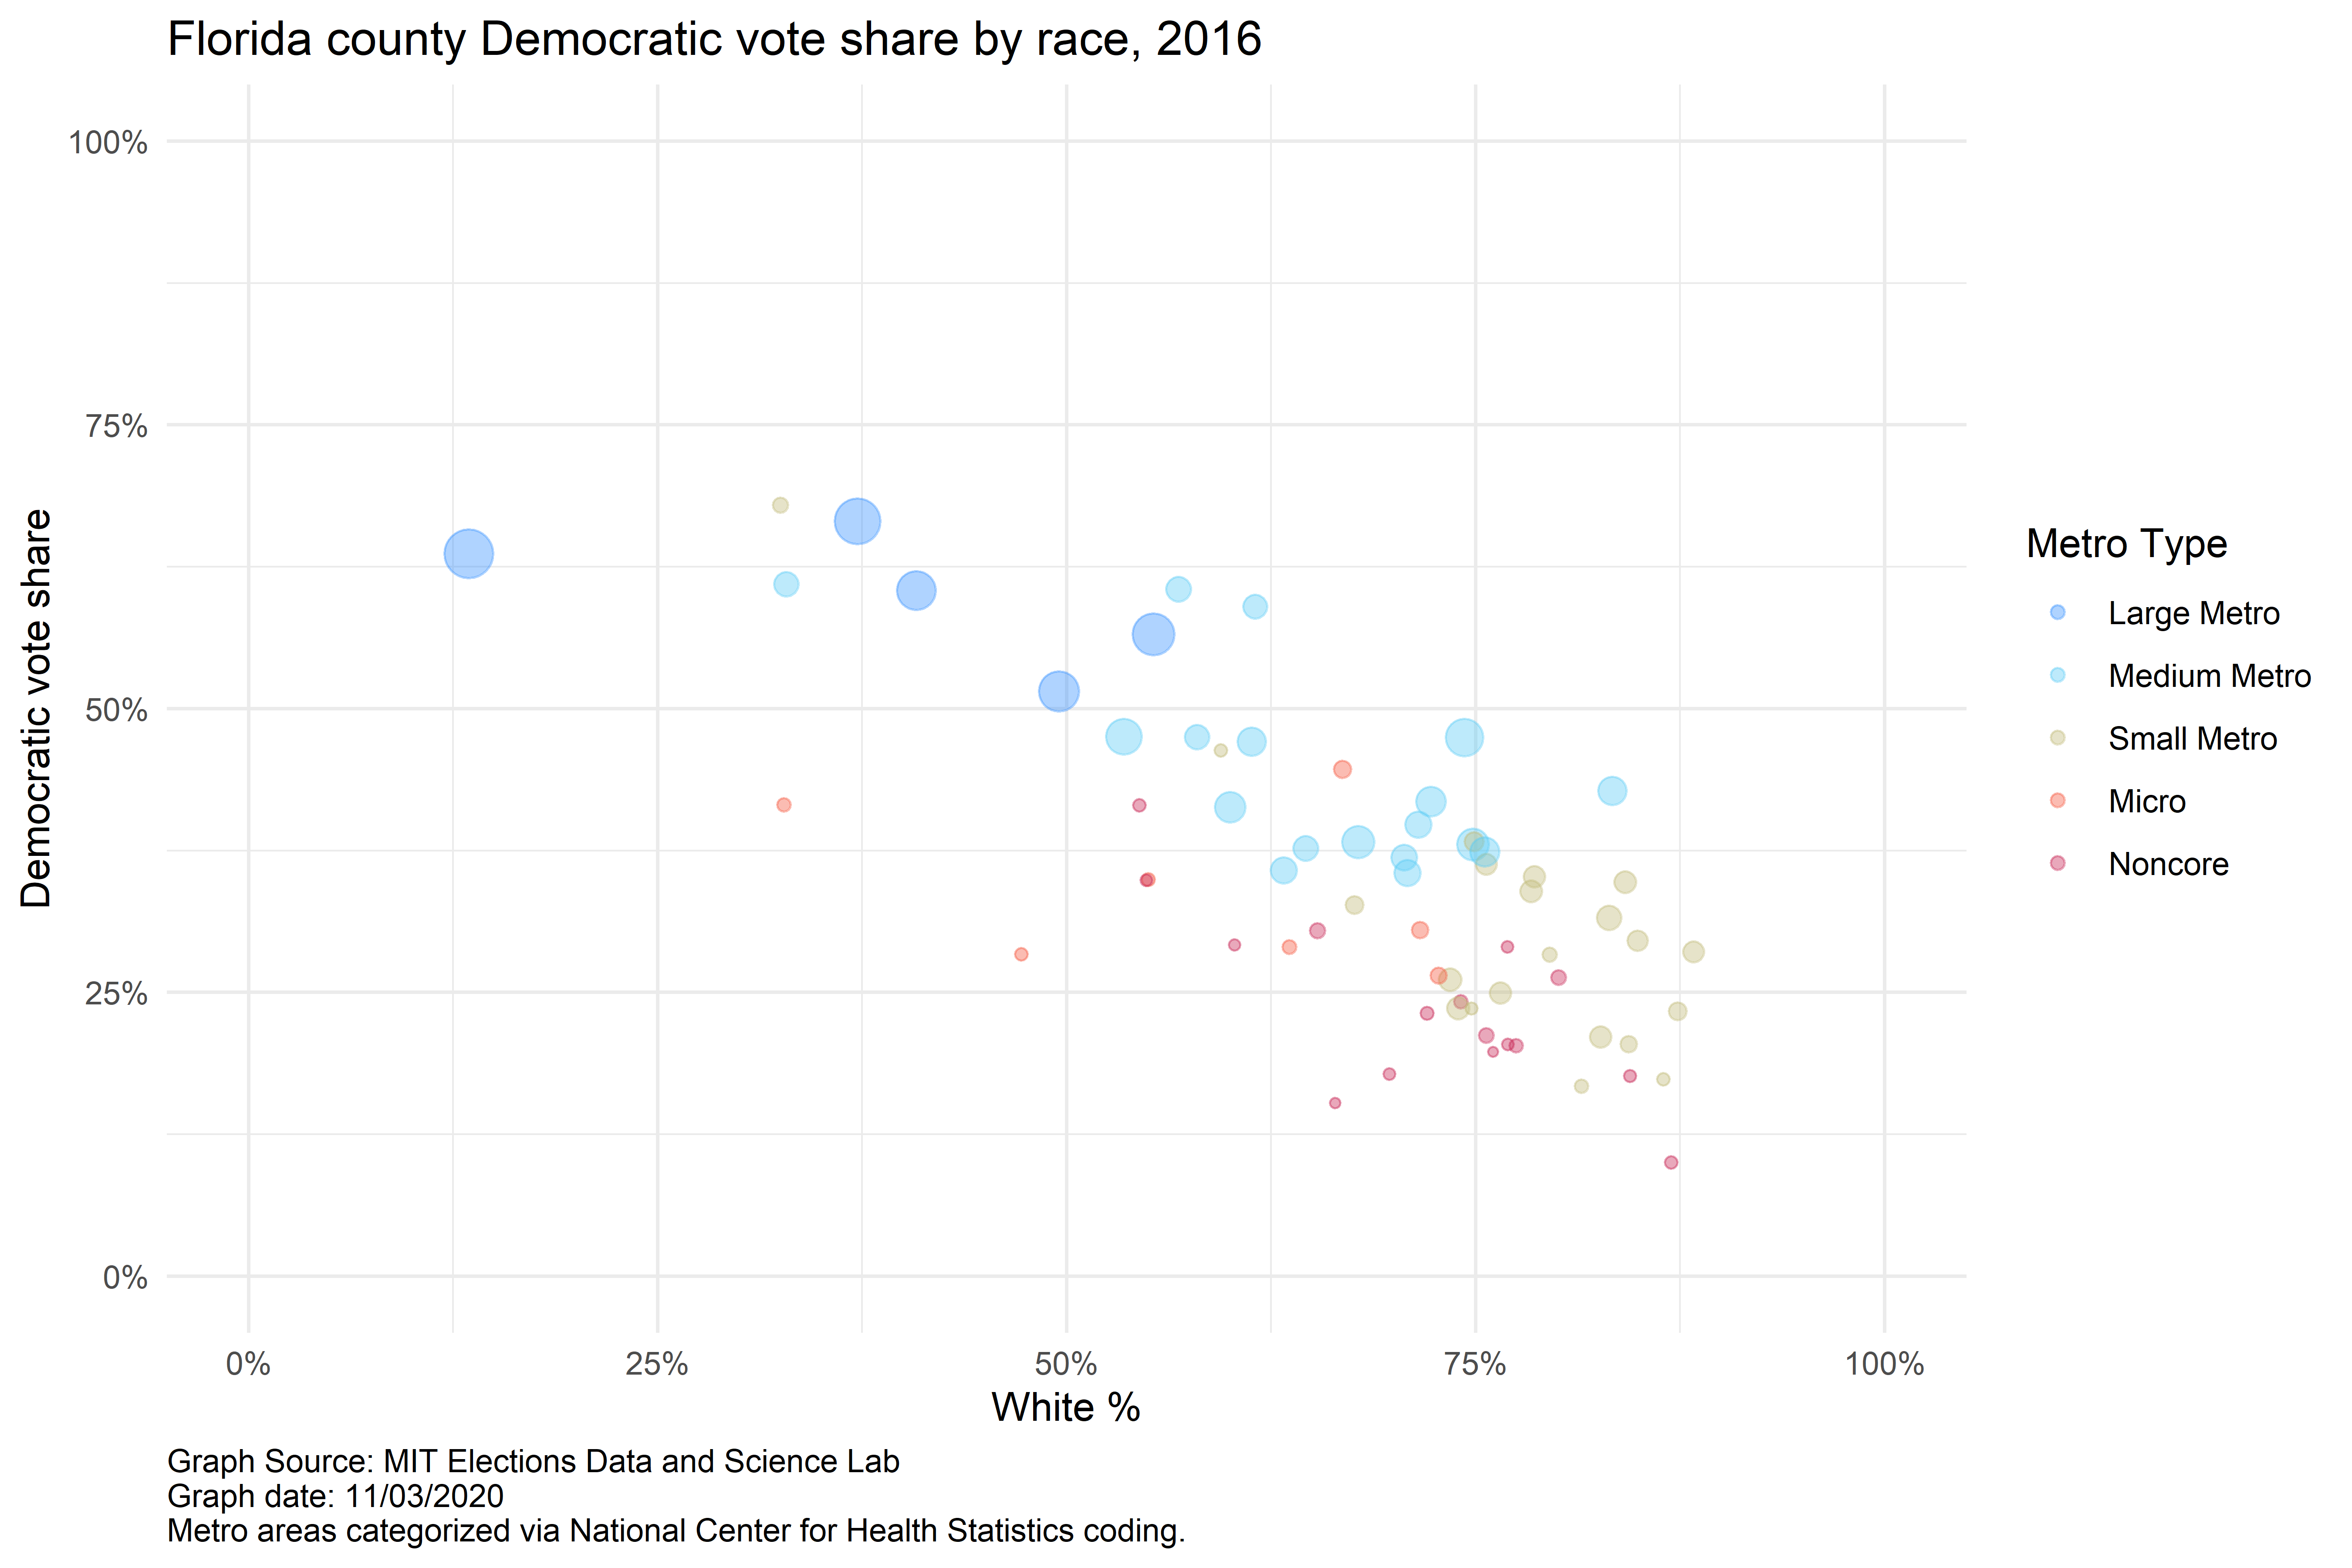 Florida county Democratic vote share by race, 2016
100%
75%
50%
25%
0%
Democratic vote share
0%
25%
50%
75%
100%
White %
Metro Type
Large Metro
Medium Metro
Small Metro
Micro
Noncore
Graph Source: MIT Elections Data and Science Lab
Graph date: 11/03/2020
Metro areas categorized via National Center for Health Statistics coding.